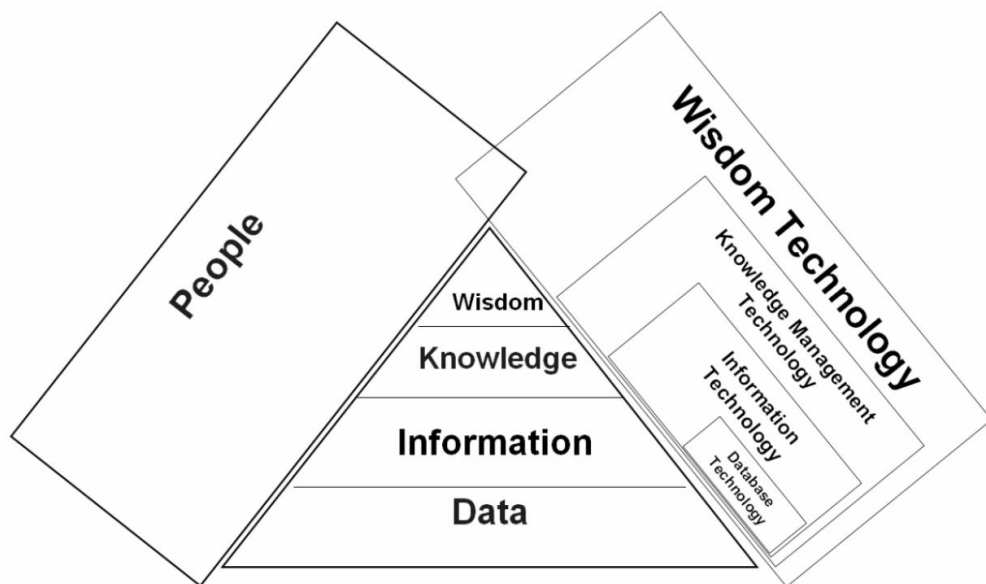 People
Wisdom
Knowledge
Information
Data
Wisdom Technology
Knowledge Management
Technology
Information
Technology
Database
Technology